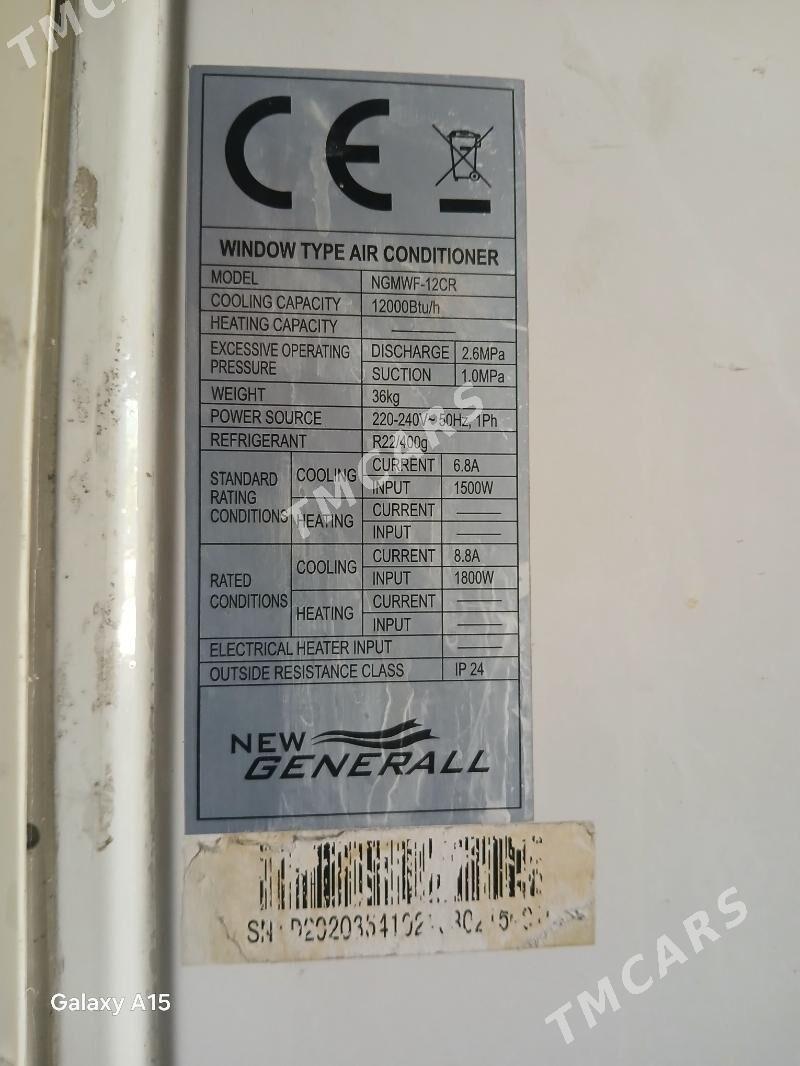 TMCARS
CE
WINDOW TYPE AIR CONDITIONER
MODEL NGMWF-12CR
COOLING CAPACITY 12000Btu/h
HEATING CAPACITY
EXCESSIVE OPERATING PRESSURE DISCHARGE 2.6MPa
SUCTION 1.0MPa
WEIGHT 36kg
POWER SOURCE 220-240V~50Hz, 1Ph
REFRIGERANT R22/400g
STANDARD RATING CONDITIONS COOLING CURRENT 6.8A
INPUT 1500W
HEATING CURRENT
INPUT
RATED CONDITIONS COOLING CURRENT 8.8A
INPUT 1800W
HEATING CURRENT
INPUT
ELECTRICAL HEATER INPUT
OUTSIDE RESISTANCE CLASS IP 24
TMCARS
NEW
GENERALL
SN
TMCARS
Galaxy A15